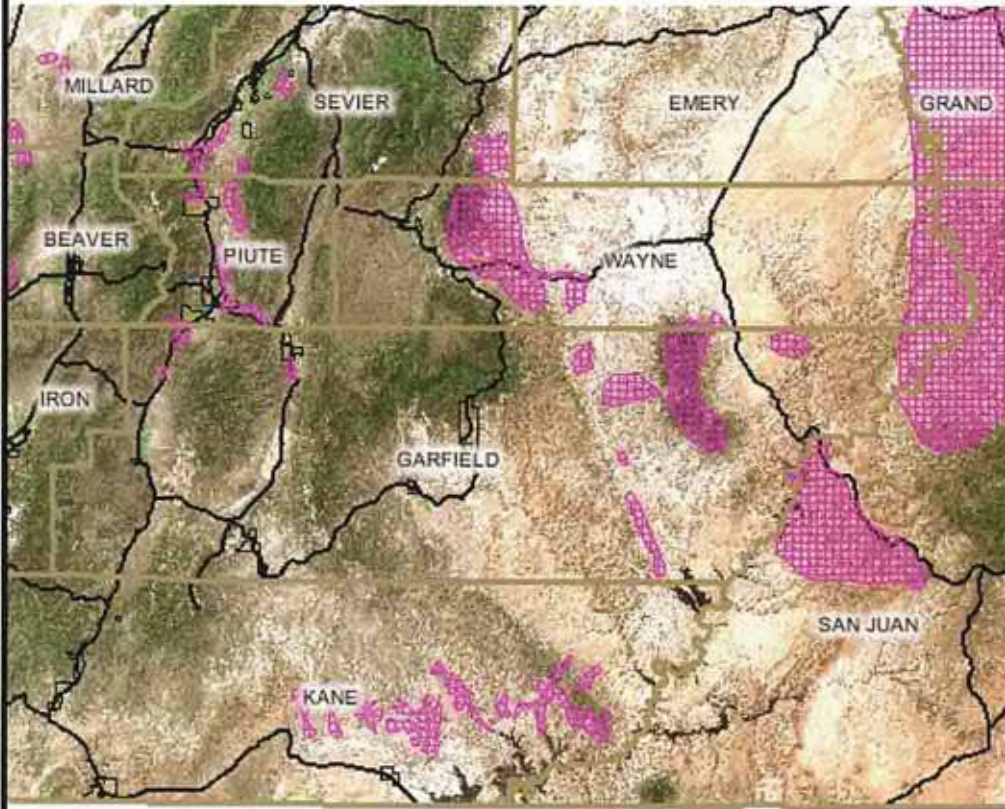 MILLARD
SEVIER
EMERY
GRAND
BEAVER
PIUTE
WAYNE
IRON
GARFIELD
SAN JUAN
KANE